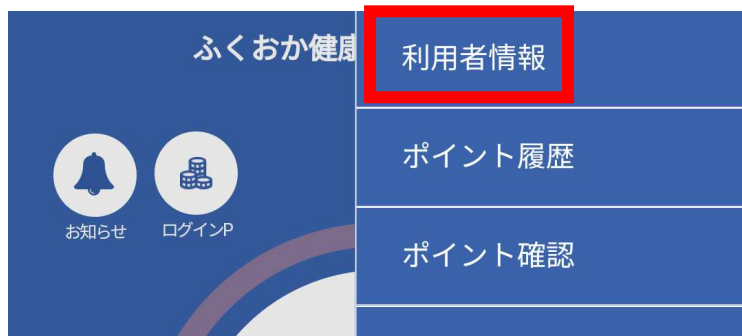 ふくおか健康
お知らせ
ログインP
利用者情報
ポイント履歴
ポイント確認